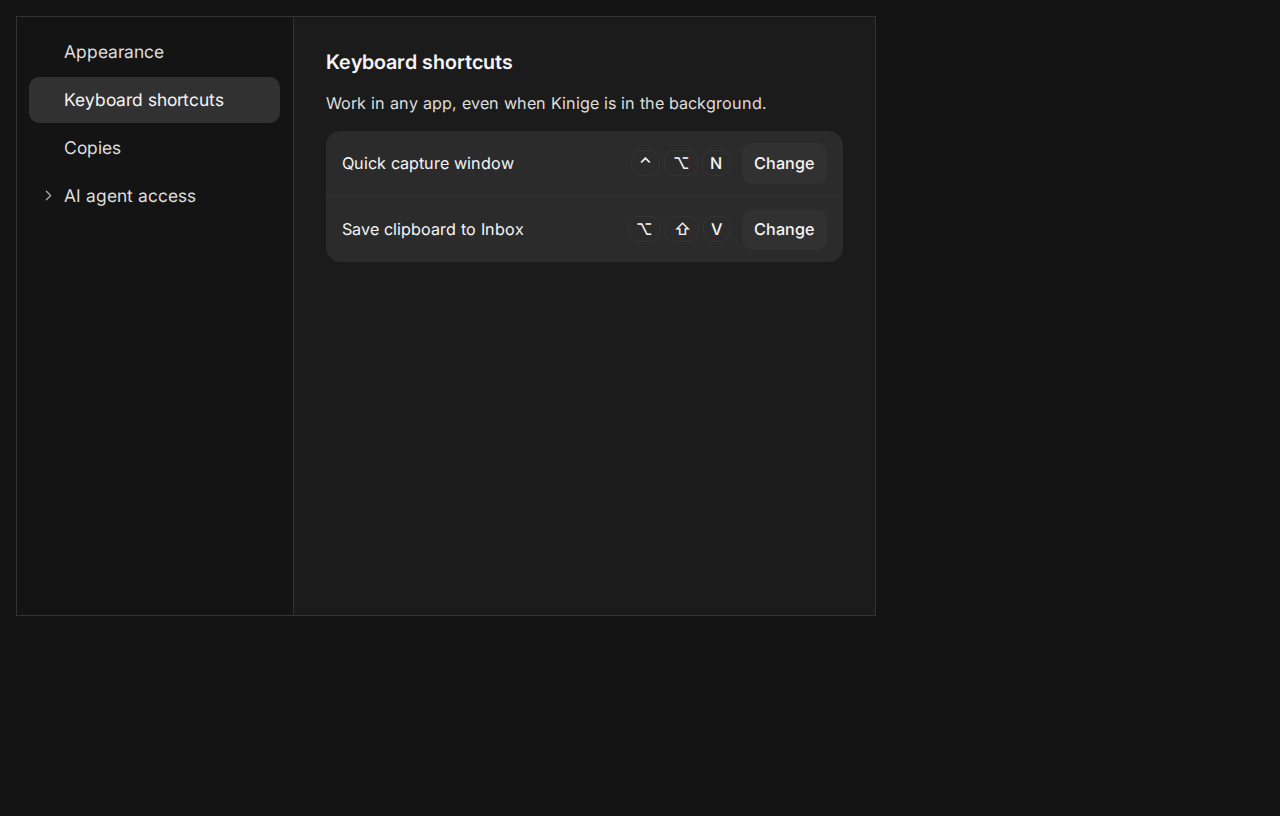 Appearance
Keyboard shortcuts
Copies
AI agent access
Keyboard shortcuts
Work in any app, even when Kinige is in the background.
Quick capture window ⌃ ⌥ N Change
Save clipboard to Inbox ⌥ ⇧ V Change